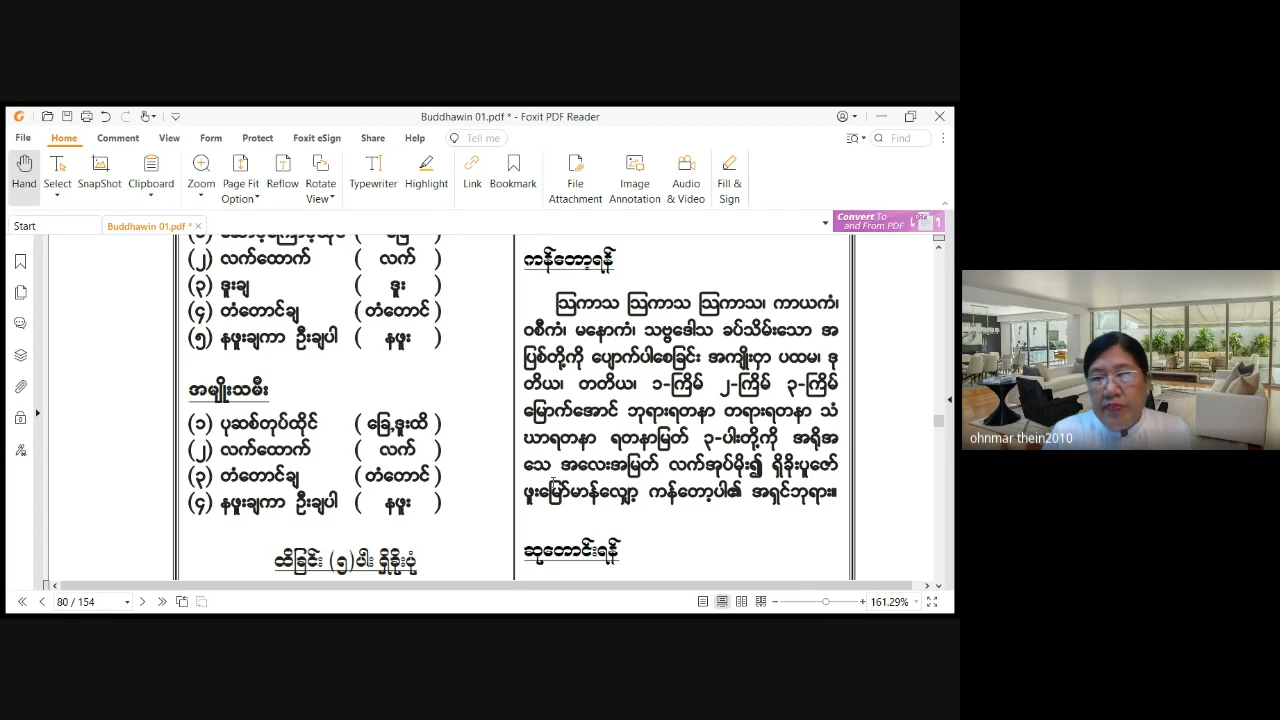 Buddhawin 01.pdf * - Foxit PDF Reader
File Home Comment View Form Protect Foxit eSign Share Help Tell me Find
Hand Select SnapShot Clipboard Zoom Page Fit Option Reflow Rotate View Typewriter Highlight Link Bookmark File Attachment Image Annotation Audio & Video Fill & Sign
Start Buddhawin 01.pdf * Convert To and From PDF
(၂) လက်ထောက် ( လက် )
(၃) ဒူးချ ( ဒူး )
(၄) တံတောင်ချ (တံတောင်)
(၅) နဖူးချကာ ဦးချပါ ( နဖူး )
အမျိုးသမီး
(၁) ပုဆစ်တုပ်ထိုင် (ခြေ,ဒူးထိ)
(၂) လက်ထောက် ( လက် )
(၃) တံတောင်ချ (တံတောင်)
(၄) နဖူးချကာ ဦးချပါ ( နဖူး )
ထိခြင်း (၅)ပါး ရှိခိုးပုံ
ကန်တော့ရန်
ဩကာသ ဩကာသ ဩကာသ၊ ကာယကံ၊
ဝစီကံ၊ မနောကံ၊ သဗ္ဗဒေါသ ခပ်သိမ်းသော အ
ပြစ်တို့ကို ပျောက်ပါစေခြင်း အကျိုးငှာ ပထမ၊ ဒု
တိယ၊ တတိယ၊ ၁-ကြိမ် ၂-ကြိမ် ၃-ကြိမ်
မြောက်အောင် ဘုရားရတနာ တရားရတနာ သံ
ဃာရတနာ ရတနာမြတ် ၃-ပါးတို့ကို အရိုအ
သေ အလေးအမြတ် လက်အုပ်မိုး၍ ရှိခိုးပူဇော်
ဖူးမြော်မာန်လျှော့ ကန်တော့ပါ၏ အရှင်ဘုရား။
ဆုတောင်းရန်
80 / 154
161.29%
ohnmar thein2010